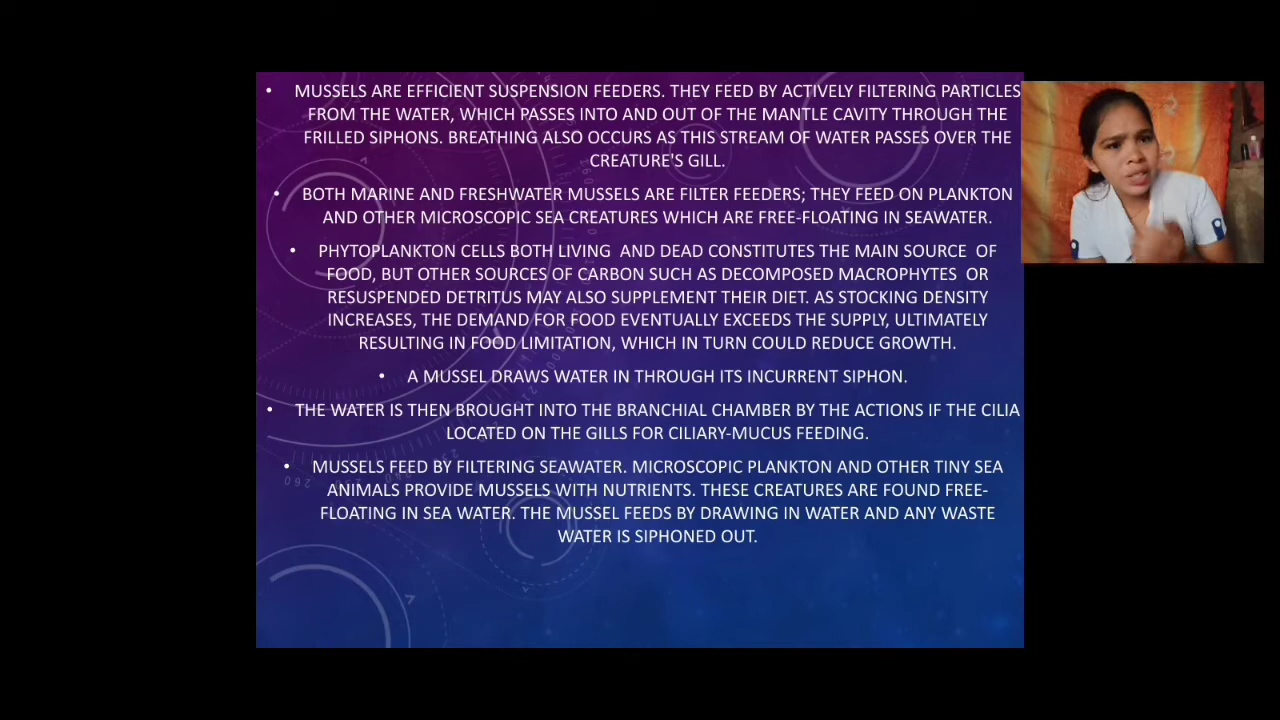 • MUSSELS ARE EFFICIENT SUSPENSION FEEDERS. THEY FEED BY ACTIVELY FILTERING PARTICLES
FROM THE WATER, WHICH PASSES INTO AND OUT OF THE MANTLE CAVITY THROUGH THE
FRILLED SIPHONS. BREATHING ALSO OCCURS AS THIS STREAM OF WATER PASSES OVER THE
CREATURE'S GILL.
• BOTH MARINE AND FRESHWATER MUSSELS ARE FILTER FEEDERS; THEY FEED ON PLANKTON
AND OTHER MICROSCOPIC SEA CREATURES WHICH ARE FREE-FLOATING IN SEAWATER.
• PHYTOPLANKTON CELLS BOTH LIVING AND DEAD CONSTITUTES THE MAIN SOURCE OF
FOOD, BUT OTHER SOURCES OF CARBON SUCH AS DECOMPOSED MACROPHYTES OR
RESUSPENDED DETRITUS MAY ALSO SUPPLEMENT THEIR DIET. AS STOCKING DENSITY
INCREASES, THE DEMAND FOR FOOD EVENTUALLY EXCEEDS THE SUPPLY, ULTIMATELY
RESULTING IN FOOD LIMITATION, WHICH IN TURN COULD REDUCE GROWTH.
• A MUSSEL DRAWS WATER IN THROUGH ITS INCURRENT SIPHON.
• THE WATER IS THEN BROUGHT INTO THE BRANCHIAL CHAMBER BY THE ACTIONS IF THE CILIA
LOCATED ON THE GILLS FOR CILIARY-MUCUS FEEDING.
• MUSSELS FEED BY FILTERING SEAWATER. MICROSCOPIC PLANKTON AND OTHER TINY SEA
ANIMALS PROVIDE MUSSELS WITH NUTRIENTS. THESE CREATURES ARE FOUND FREE-
FLOATING IN SEA WATER. THE MUSSEL FEEDS BY DRAWING IN WATER AND ANY WASTE
WATER IS SIPHONED OUT.